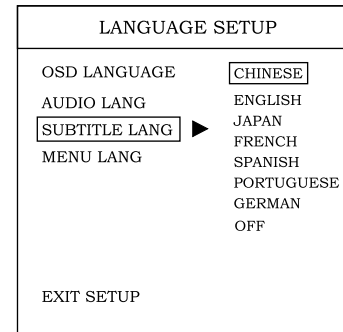 LANGUAGE SETUP
OSD LANGUAGE
AUDIO LANG
SUBTITLE LANG
MENU LANG
EXIT SETUP
CHINESE
ENGLISH
JAPAN
FRENCH
SPANISH
PORTUGUESE
GERMAN
OFF